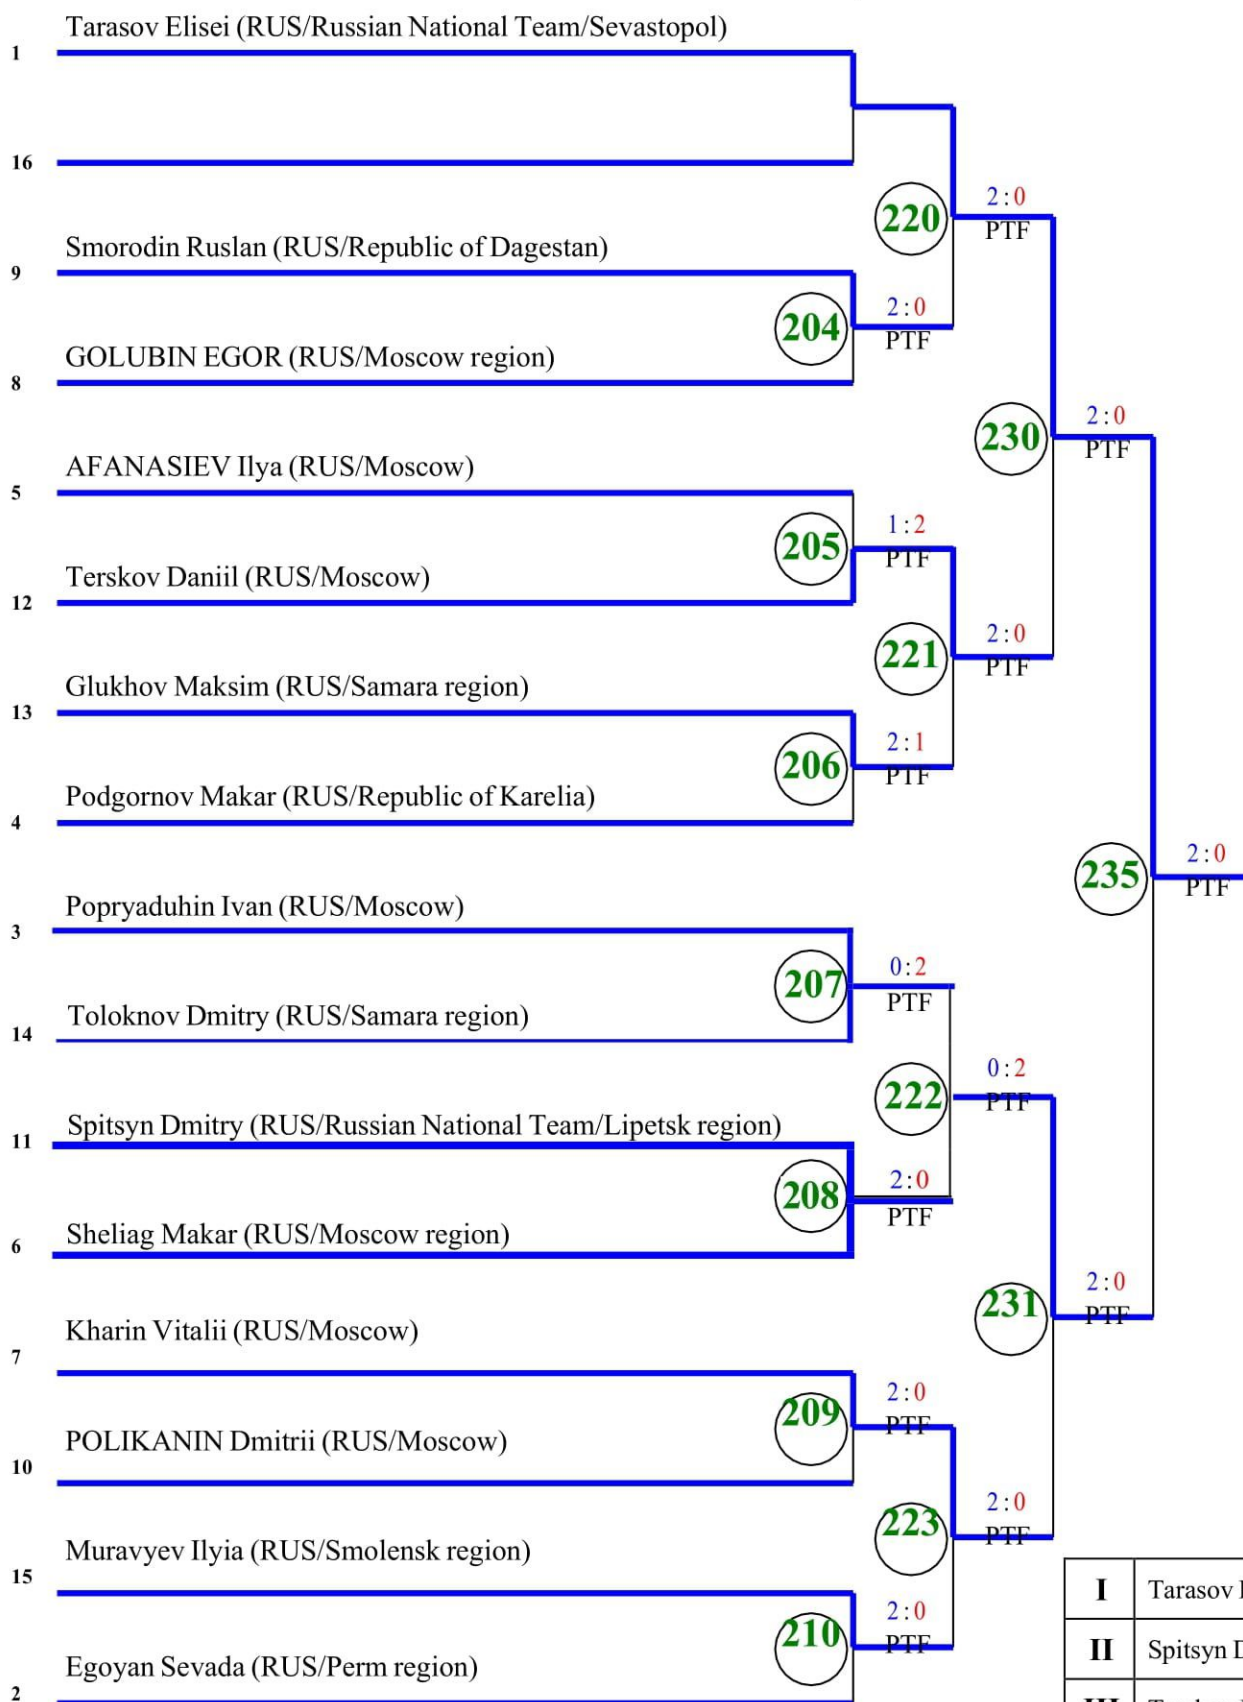 Tarasov Elisei (RUS/Russian National Team/Sevastopol)
1
16
220
2:0
PTF
Smorodin Ruslan (RUS/Republic of Dagestan)
9
204
2:0
PTF
GOLUBIN EGOR (RUS/Moscow region)
8
230
2:0
PTF
AFANASIEV Ilya (RUS/Moscow)
5
205
1:2
PTF
Terskov Daniil (RUS/Moscow)
12
221
2:0
PTF
Glukhov Maksim (RUS/Samara region)
13
206
2:1
PTF
Podgornov Makar (RUS/Republic of Karelia)
4
235
2:0
PTF
Popryaduhin Ivan (RUS/Moscow)
3
207
0:2
PTF
Toloknov Dmitry (RUS/Samara region)
14
222
0:2
PTF
Spitsyn Dmitry (RUS/Russian National Team/Lipetsk region)
11
208
2:0
PTF
Sheliag Makar (RUS/Moscow region)
6
231
2:0
PTF
Kharin Vitalii (RUS/Moscow)
7
209
2:0
PTF
POLIKANIN Dmitrii (RUS/Moscow)
10
223
2:0
PTF
Muravyev Ilyia (RUS/Smolensk region)
15
I Tarasov
210
2:0
PTF
II Spitsyn D
Egoyan Sevada (RUS/Perm region)
2